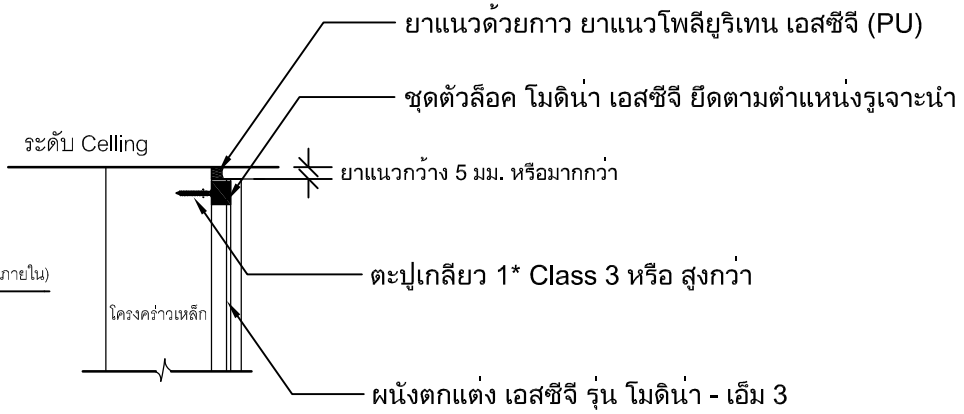 ยาแนวด้วยกาว ยาแนวโพลียูริเทน เอสซีจี (PU)
ชุดตัวล็อค โมดิน่า เอสซีจี ยึดตามตำแหน่งรูเจาะนำ
ระดับ Celling
ยาแนวกว้าง 5 มม. หรือมากกว่า
ภายใน)
ตะปูเกลียว 1* Class 3 หรือ สูงกว่า
โครงคร่าวเหล็ก
ผนังตกแต่ง เอสซีจี รุ่น โมดิน่า - เอ็ม 3